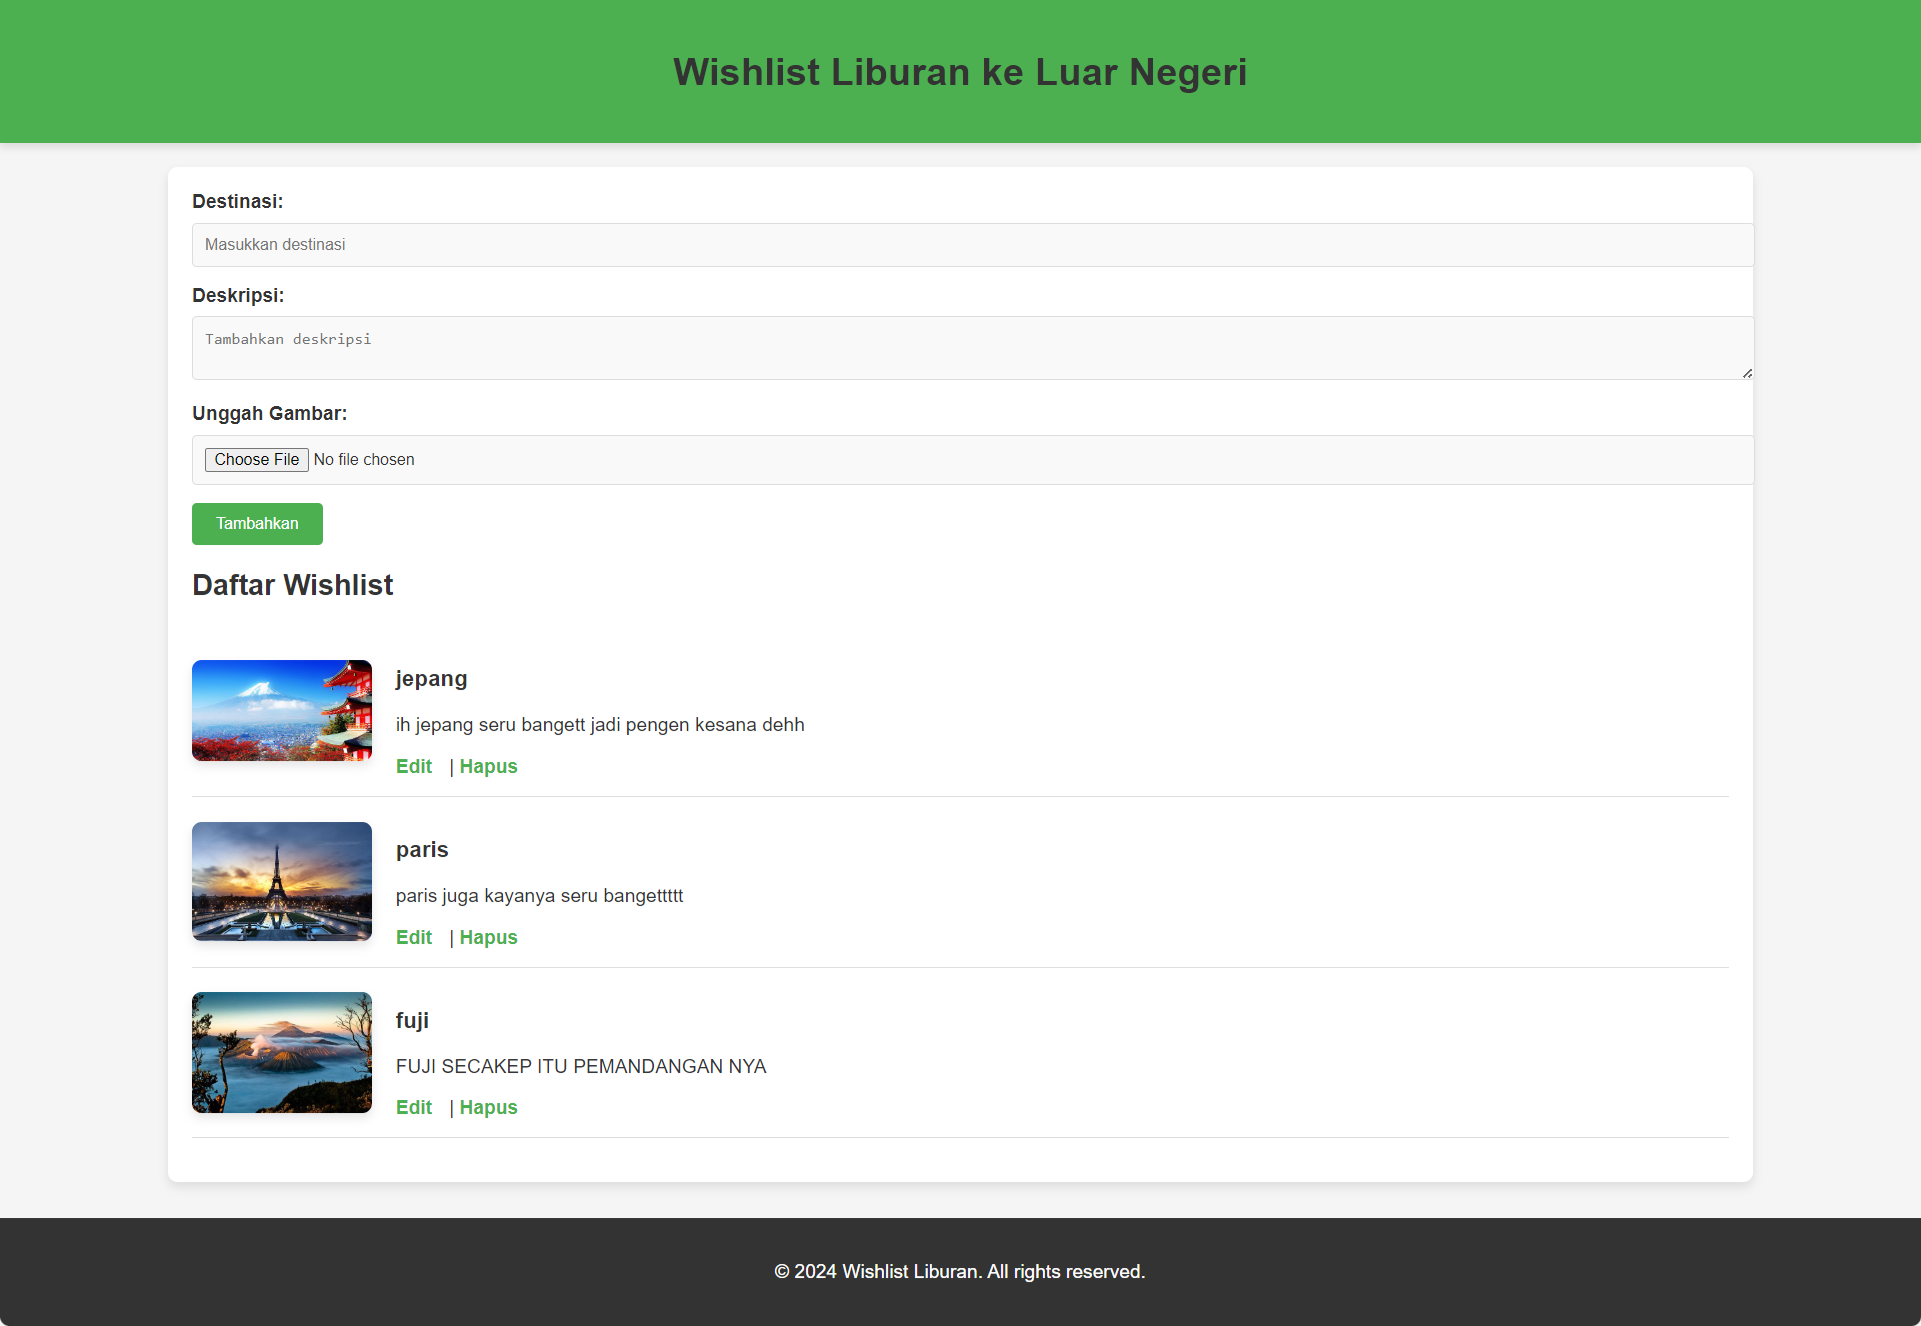 Wishlist Liburan ke Luar Negeri
Destinasi:
Masukkan destinasi
Deskripsi:
Tambahkan deskripsi
Unggah Gambar:
Choose File No file chosen
Tambahkan
Daftar Wishlist
jepang
ih jepang seru bangett jadi pengen kesana dehh
Edit | Hapus
paris
paris juga kayanya seru bangettttt
Edit | Hapus
fuji
FUJI SECAKEP ITU PEMANDANGAN NYA
Edit | Hapus
© 2024 Wishlist Liburan. All rights reserved.